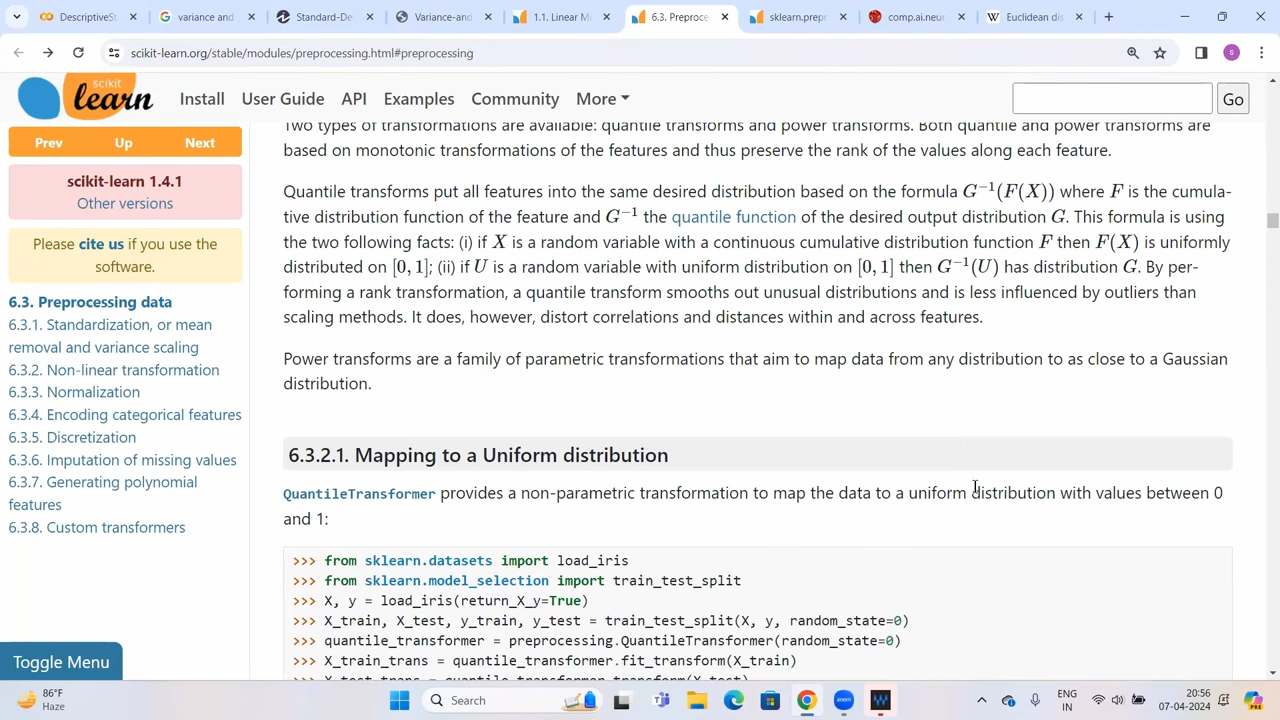 DescriptiveSt
variance and
Standard-De
Variance-and
1.1. Linear M
6.3. Preproce
sklearn.prep
comp.ai.neur
Euclidean dis
scikit-learn.org/stable/modules/preprocessing.html#preprocessing
s
scikit
learn
Install
User Guide
API
Examples
Community
More
Go
Prev
Up
Next
scikit-learn 1.4.1
Other versions
Please cite us if you use the
software.
6.3. Preprocessing data
6.3.1. Standardization, or mean
removal and variance scaling
6.3.2. Non-linear transformation
6.3.3. Normalization
6.3.4. Encoding categorical features
6.3.5. Discretization
6.3.6. Imputation of missing values
6.3.7. Generating polynomial
features
6.3.8. Custom transformers
Toggle Menu
Two types of transformations are available: quantile transforms and power transforms. Both quantile and power transforms are
based on monotonic transformations of the features and thus preserve the rank of the values along each feature.
Quantile transforms put all features into the same desired distribution based on the formula G⁻¹(F(X)) where F is the cumula-
tive distribution function of the feature and G⁻¹ the quantile function of the desired output distribution G. This formula is using
the two following facts: (i) if X is a random variable with a continuous cumulative distribution function F then F(X) is uniformly
distributed on [0, 1]; (ii) if U is a random variable with uniform distribution on [0, 1] then G⁻¹(U) has distribution G. By per-
forming a rank transformation, a quantile transform smooths out unusual distributions and is less influenced by outliers than
scaling methods. It does, however, distort correlations and distances within and across features.
Power transforms are a family of parametric transformations that aim to map data from any distribution to as close to a Gaussian
distribution.
6.3.2.1. Mapping to a Uniform distribution
QuantileTransformer provides a non-parametric transformation to map the data to a uniform distribution with values between 0
and 1:
>>> from sklearn.datasets import load_iris
>>> from sklearn.model_selection import train_test_split
>>> X, y = load_iris(return_X_y=True)
>>> X_train, X_test, y_train, y_test = train_test_split(X, y, random_state=0)
>>> quantile_transformer = preprocessing.QuantileTransformer(random_state=0)
>>> X_train_trans = quantile_transformer.fit_transform(X_train)
>>> X_test_trans = quantile_transformer.transform(X_test)
86°F
Haze
Search
zoom
ENG
IN
20:56
07-04-2024
PRE